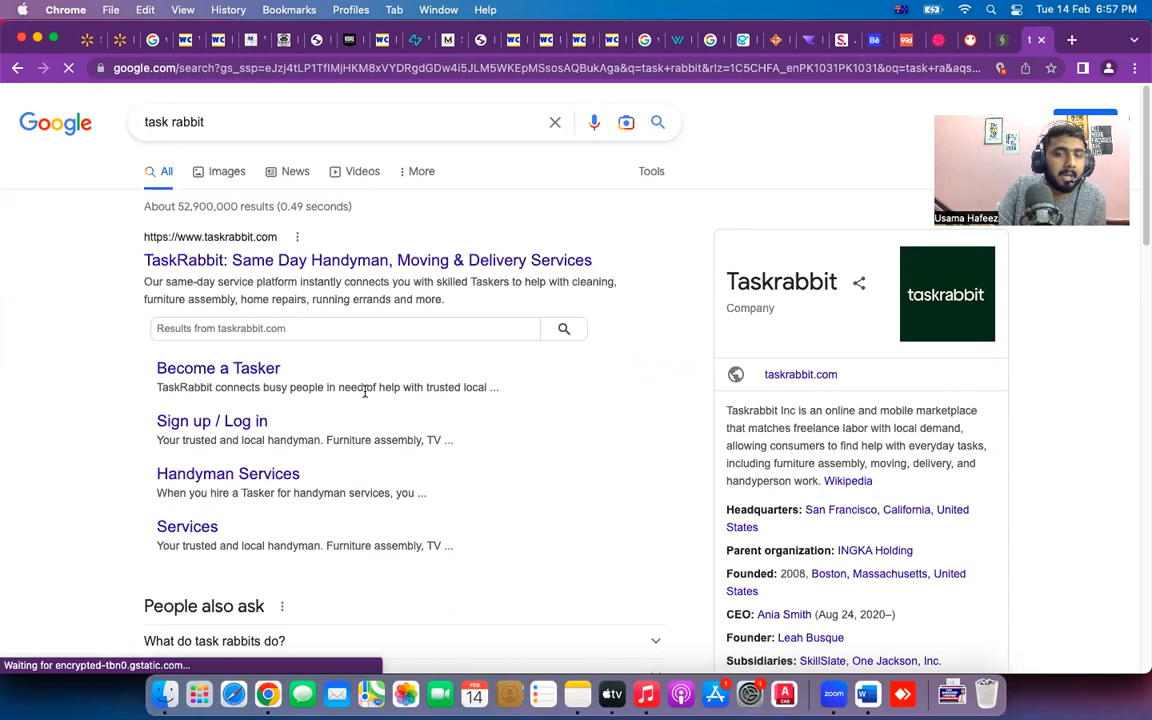 Chrome File Edit View History Bookmarks Profiles Tab Window Help Tue 14 Feb 6:57 PM
google.com/search?gs_ssp=eJzj4tLP1TfIMjHKM8xVYDRgdGDw4i5JLM5WKEpMSsosAQBukAga&q=task+rabbit&rlz=1C5CHFA_enPK1031PK1031&oq=task+ra&aqs...
Google
task rabbit
All Images News Videos More Tools
About 52,900,000 results (0.49 seconds)
Usama Hafeez
https://www.taskrabbit.com
TaskRabbit: Same Day Handyman, Moving & Delivery Services
Our same-day service platform instantly connects you with skilled Taskers to help with cleaning,
furniture assembly, home repairs, running errands and more.
Results from taskrabbit.com
Become a Tasker
TaskRabbit connects busy people in need of help with trusted local ...
Sign up / Log in
Your trusted and local handyman. Furniture assembly, TV ...
Handyman Services
When you hire a Tasker for handyman services, you ...
Services
Your trusted and local handyman. Furniture assembly, TV ...
People also ask
What do task rabbits do?
Taskrabbit
Company
taskrabbit
taskrabbit.com
Taskrabbit Inc is an online and mobile marketplace
that matches freelance labor with local demand,
allowing consumers to find help with everyday tasks,
including furniture assembly, moving, delivery, and
handyperson work. Wikipedia
Headquarters: San Francisco, California, United
States
Parent organization: INGKA Holding
Founded: 2008, Boston, Massachusetts, United
States
CEO: Ania Smith (Aug 24, 2020–)
Founder: Leah Busque
Subsidiaries: SkillSlate, One Jackson, Inc.
Waiting for encrypted-tbn0.gstatic.com...
FEB
14
tv
zoom